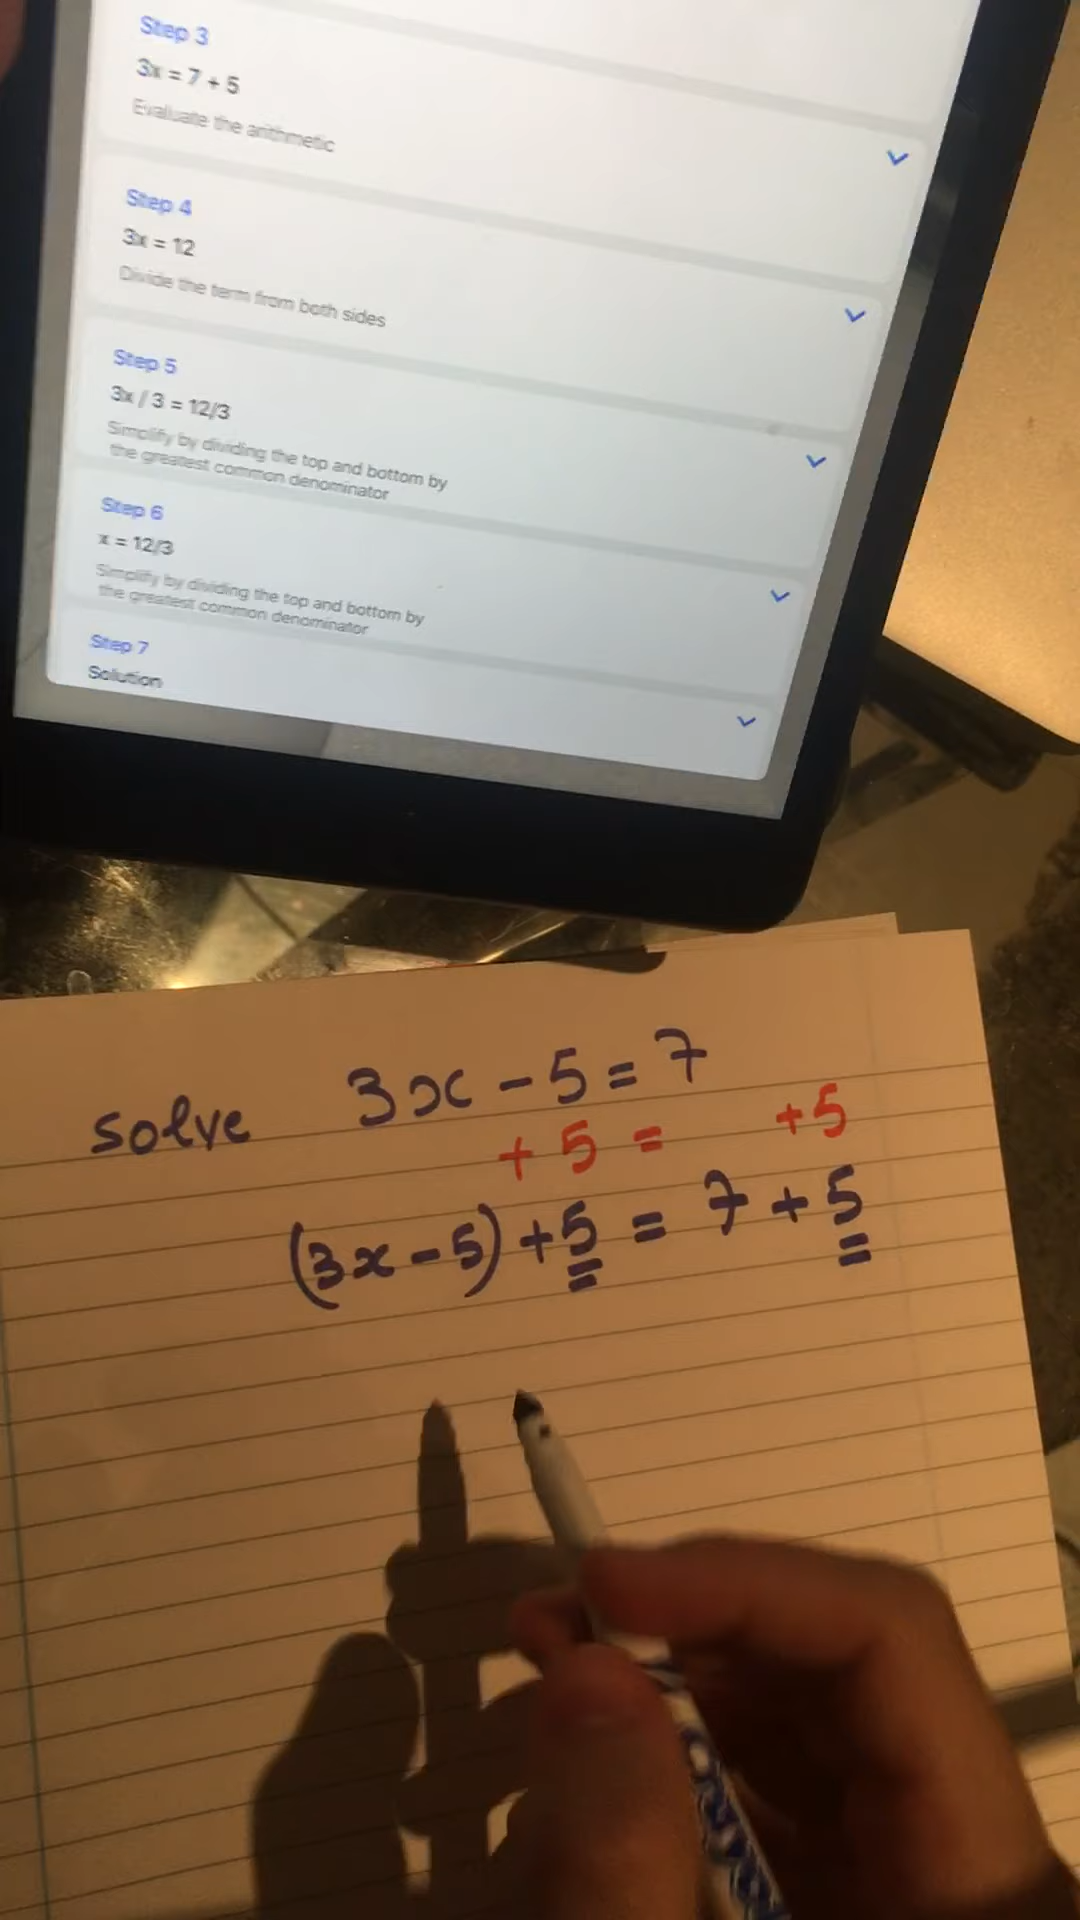 Step 3
3x = 7 + 5
Evaluate the arithmetic
Step 4
3x = 12
Divide the term from both sides
Step 5
3x / 3 = 12/3
Simplify by dividing the top and bottom by
the greatest common denominator
Step 6
x = 12/3
Simplify by dividing the top and bottom by
the greatest common denominator
Step 7
Solution
solve 3x - 5 = 7
+ 5 = +5
(3x - 5) + 5 = 7 + 5